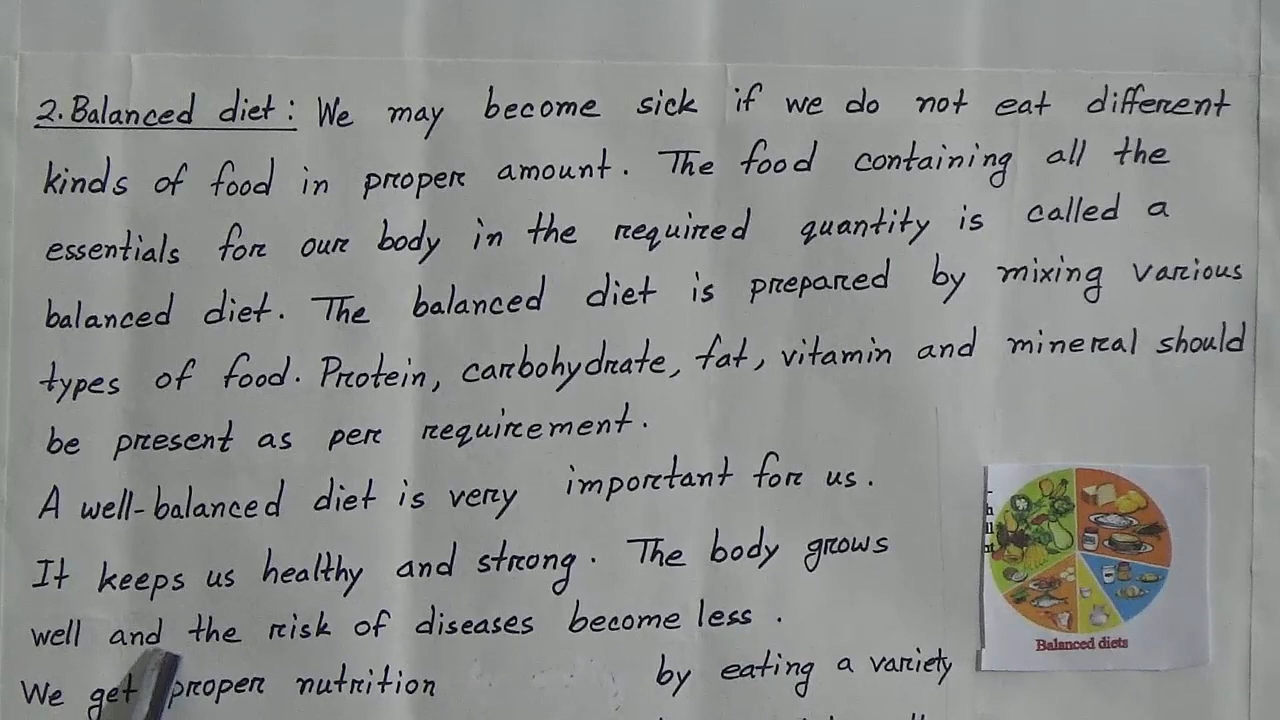 2. Balanced diet: We may become sick if we do not eat different
kinds of food in proper amount. The food containing all the
essentials for our body in the required quantity is called a
balanced diet. The balanced diet is prepared by mixing various
types of food. Protein, carbohydrate, fat, vitamin and mineral should
be present as per requirement.
A well-balanced diet is very important for us.
It keeps us healthy and strong. The body grows
well and the risk of diseases become less.
We get proper nutrition by eating a variety
Balanced diets